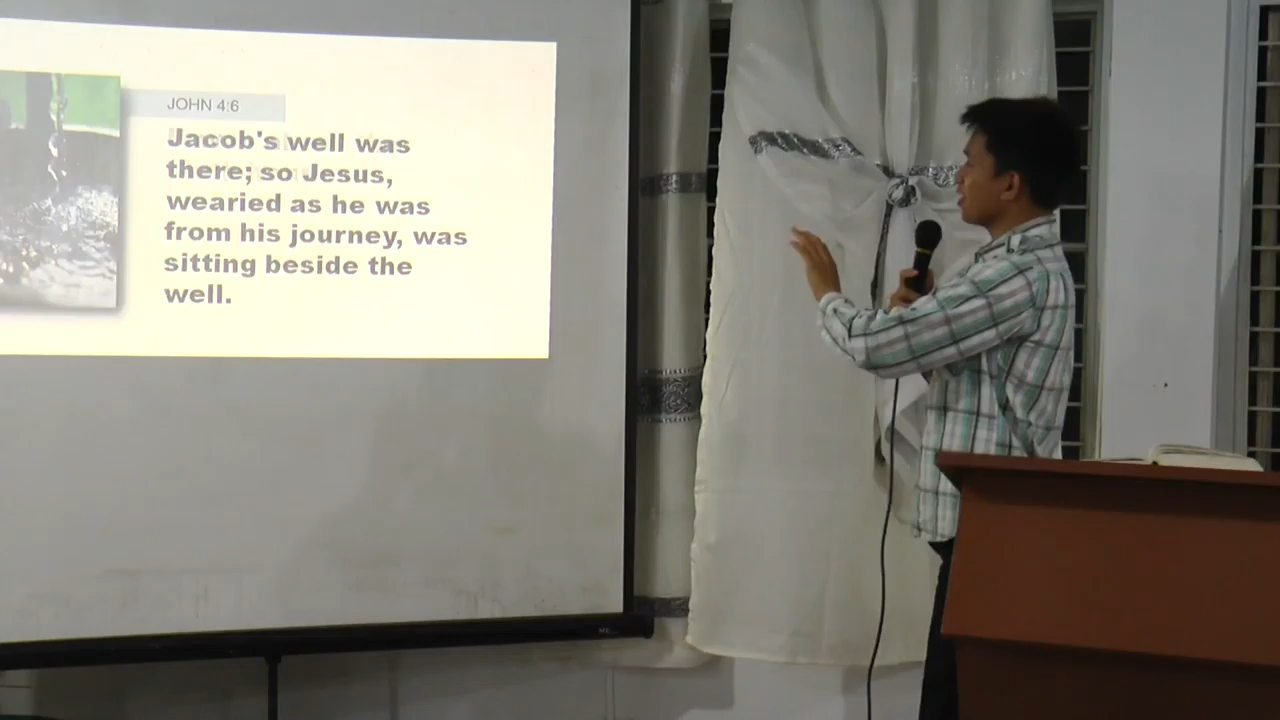 JOHN 4:6
Jacob's well was
there; so Jesus,
wearied as he was
from his journey, was
sitting beside the
well.